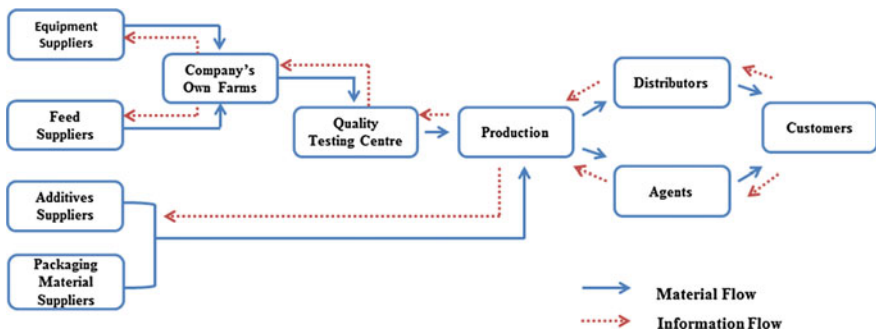 Equipment
Suppliers
Company's
Own Farms
Feed
Suppliers
Quality
Testing Centre
Production
Distributors
Agents
Customers
Additives
Suppliers
Packaging
Material
Suppliers
Material Flow
Information Flow